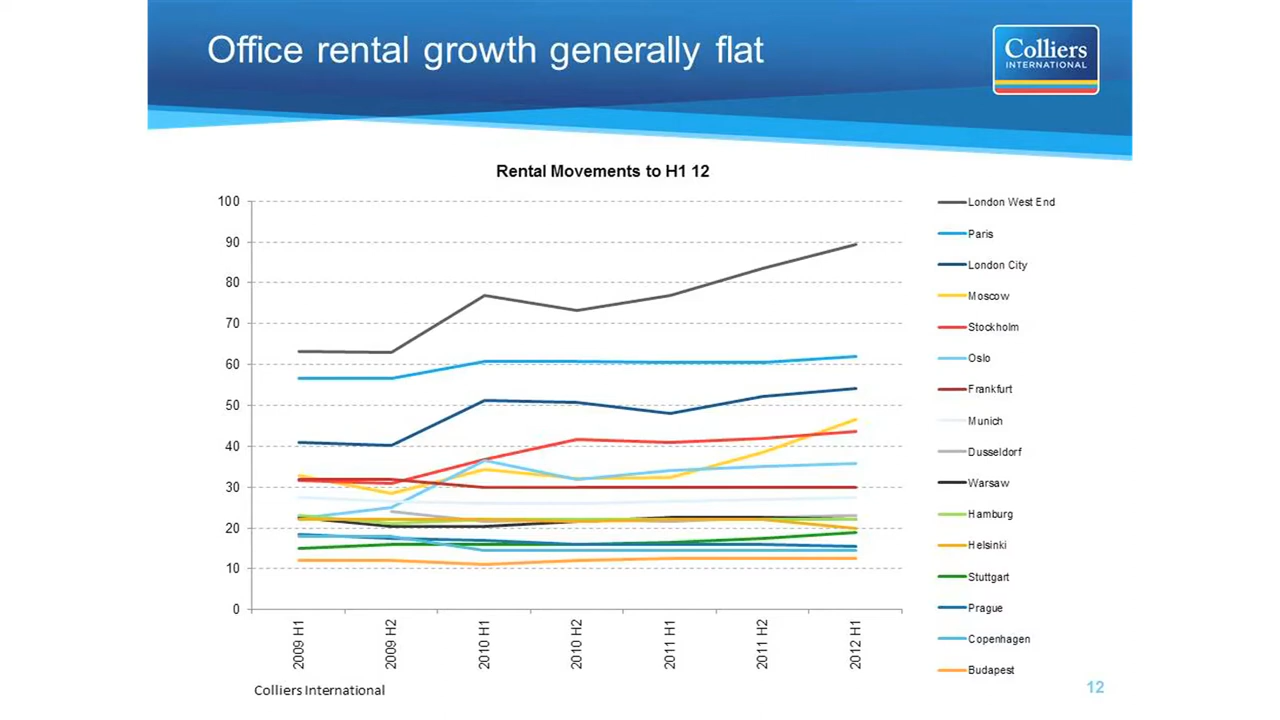 Office rental growth generally flat
Colliers
INTERNATIONAL
Rental Movements to H1 12
100
90
80
70
60
50
40
30
20
10
0
2009 H1
2009 H2
2010 H1
2010 H2
2011 H1
2011 H2
2012 H1
London West End
Paris
London City
Moscow
Stockholm
Oslo
Frankfurt
Munich
Dusseldorf
Warsaw
Hamburg
Helsinki
Stuttgart
Prague
Copenhagen
Budapest
Colliers International
12